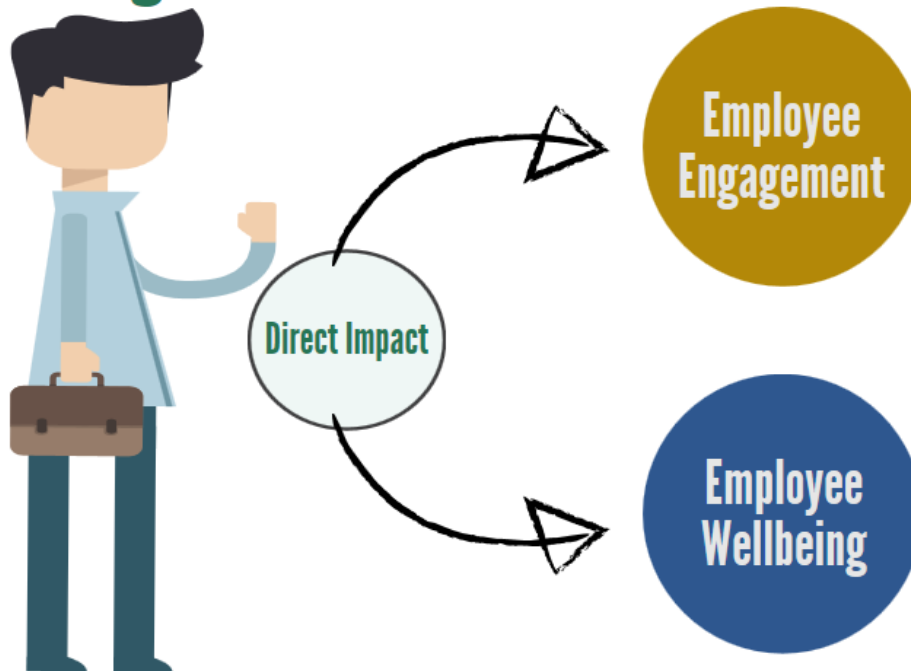 Employee
Engagement
Direct Impact
Employee
Wellbeing